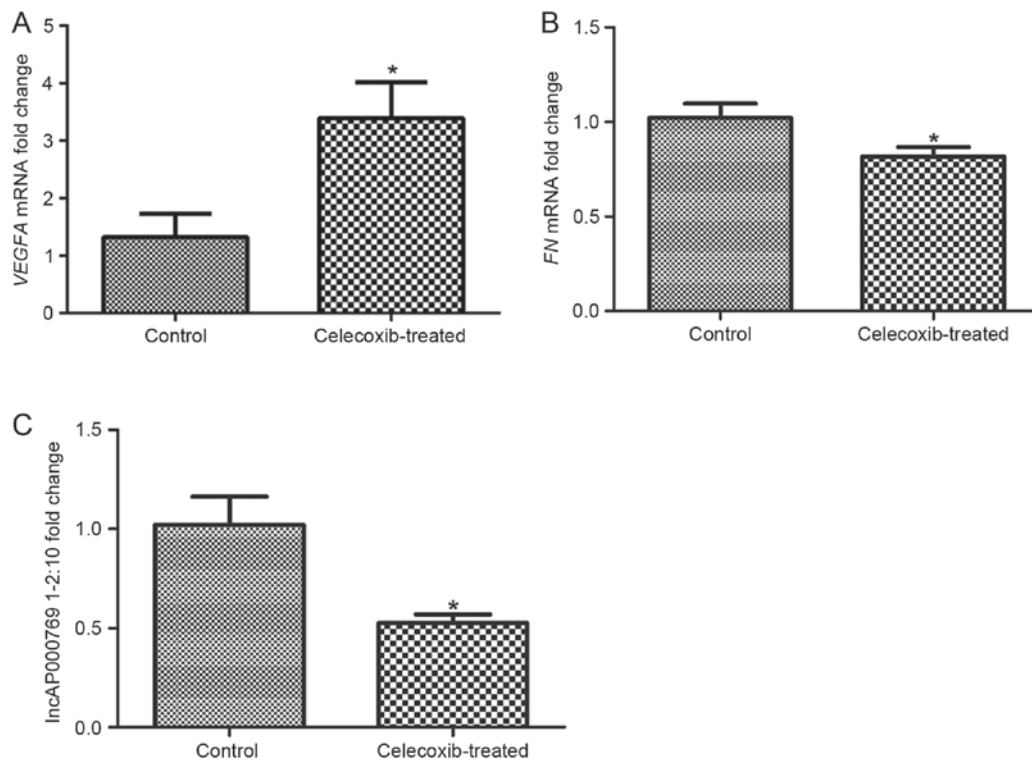 A
VEGFA mRNA fold change
5
4
3
2
1
0
*
Control
Celecoxib-treated
B
FN mRNA fold change
1.5
1.0
0.5
0.0
*
Control
Celecoxib-treated
C
lncAP000769 1-2:10 fold change
1.5
1.0
0.5
0.0
*
Control
Celecoxib-treated